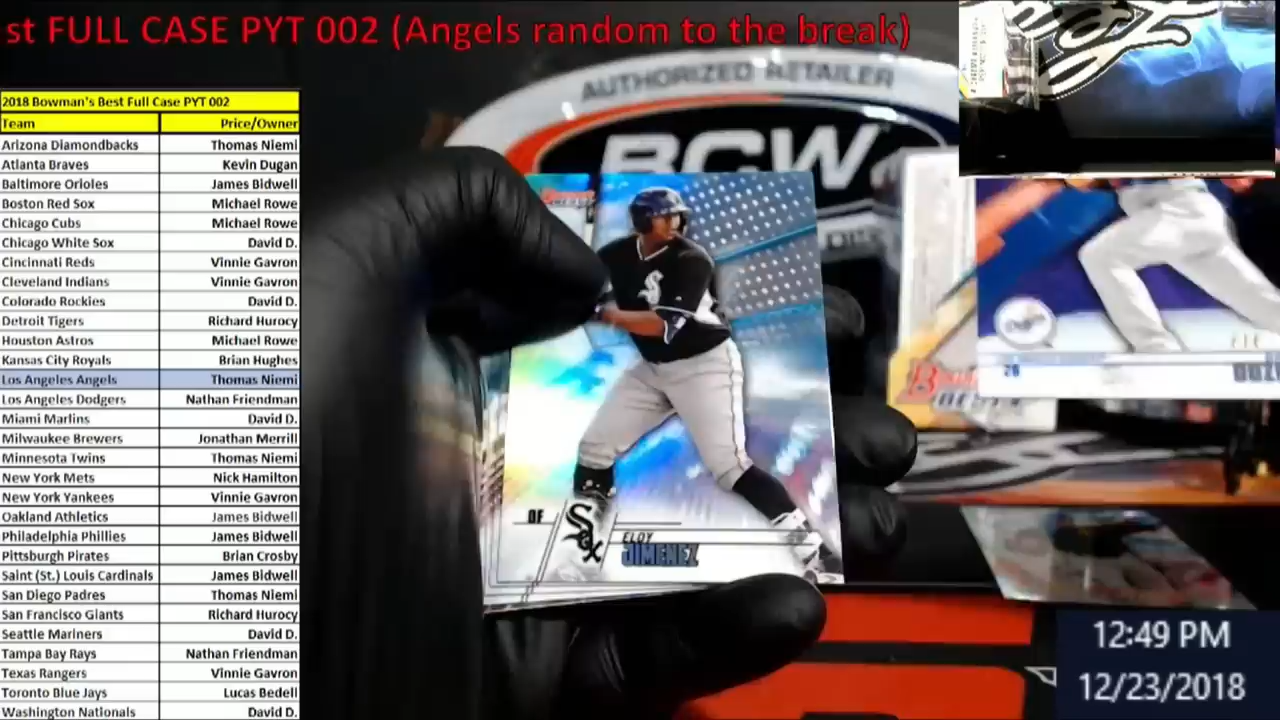 st FULL CASE PYT 002 (Angels random to the break)
2018 Bowman's Best Full Case PYT 002
Team Price/Owner
Arizona Diamondbacks Thomas Niemi
Atlanta Braves Kevin Dugan
Baltimore Orioles James Bidwell
Boston Red Sox Michael Rowe
Chicago Cubs Michael Rowe
Chicago White Sox David D.
Cincinnati Reds Vinnie Gavron
Cleveland Indians Vinnie Gavron
Colorado Rockies David D.
Detroit Tigers Richard Hurocy
Houston Astros Michael Rowe
Kansas City Royals Brian Hughes
Los Angeles Angels Thomas Niemi
Los Angeles Dodgers Nathan Friendman
Miami Marlins David D.
Milwaukee Brewers Jonathan Merrill
Minnesota Twins Thomas Niemi
New York Mets Nick Hamilton
New York Yankees Vinnie Gavron
Oakland Athletics James Bidwell
Philadelphia Phillies James Bidwell
Pittsburgh Pirates Brian Crosby
Saint (St.) Louis Cardinals James Bidwell
San Diego Padres Thomas Niemi
San Francisco Giants Richard Hurocy
Seattle Mariners David D.
Tampa Bay Rays Nathan Friendman
Texas Rangers Vinnie Gavron
Toronto Blue Jays Lucas Bedell
Washington Nationals David D.
AUTHORIZED RETAILER
BCW
OF
Sox
ELOY
JIMENEZ
12:49 PM
12/23/2018